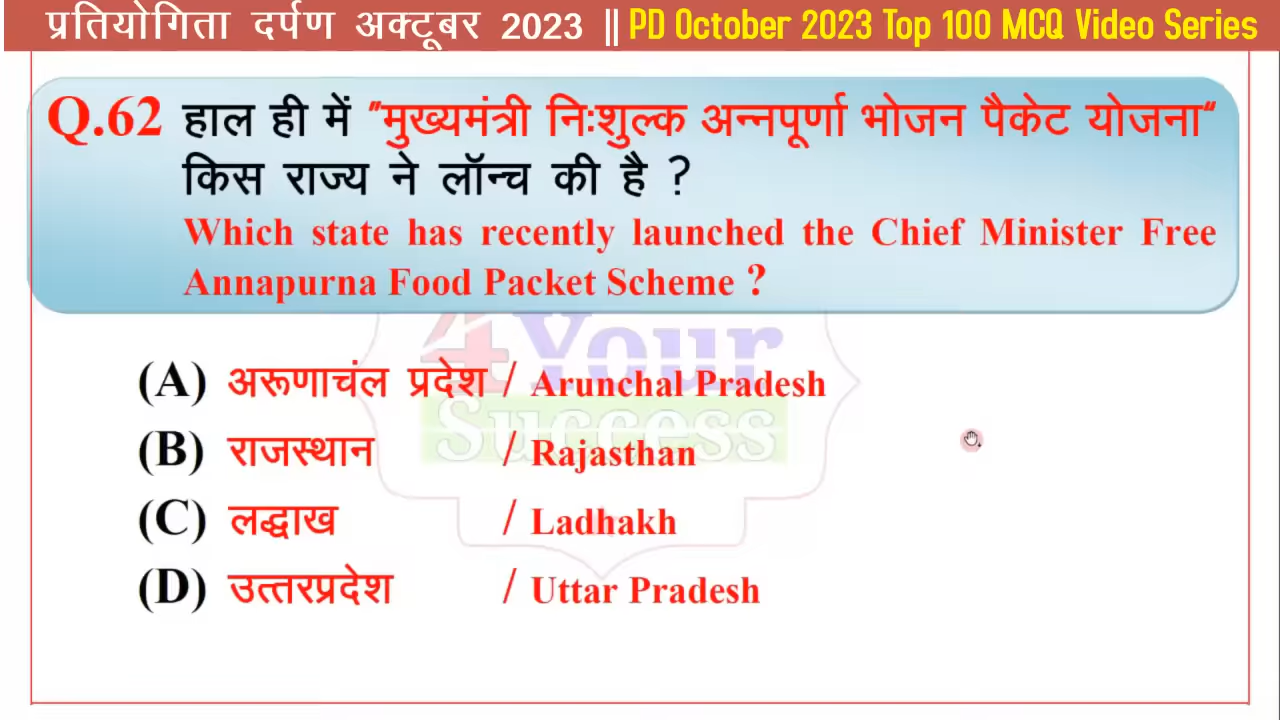 प्रतियोगिता दर्पण अक्टूबर 2023 || PD October 2023 Top 100 MCQ Video Series
Q.62 हाल ही में "मुख्यमंत्री निःशुल्क अन्नपूर्णा भोजन पैकेट योजना"
किस राज्य ने लॉन्च की है ?
Which state has recently launched the Chief Minister Free
Annapurna Food Packet Scheme ?
4Your
Success
(A) अरूणाचंल प्रदेश / Arunchal Pradesh
(B) राजस्थान / Rajasthan
(C) लद्धाख / Ladhakh
(D) उत्तरप्रदेश / Uttar Pradesh